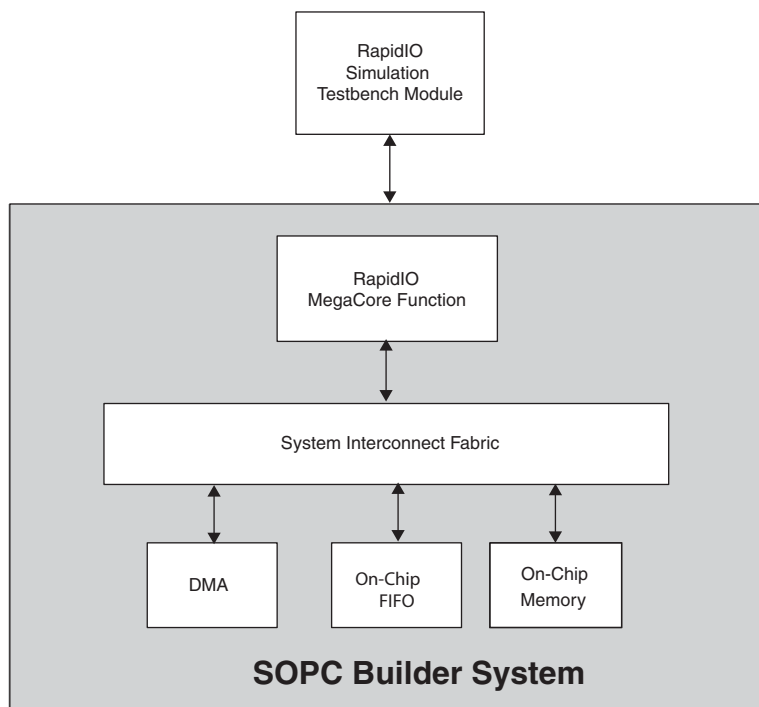 RapidIO
Simulation
Testbench Module
RapidIO
MegaCore Function
System Interconnect Fabric
DMA
On-Chip
FIFO
On-Chip
Memory
SOPC Builder System